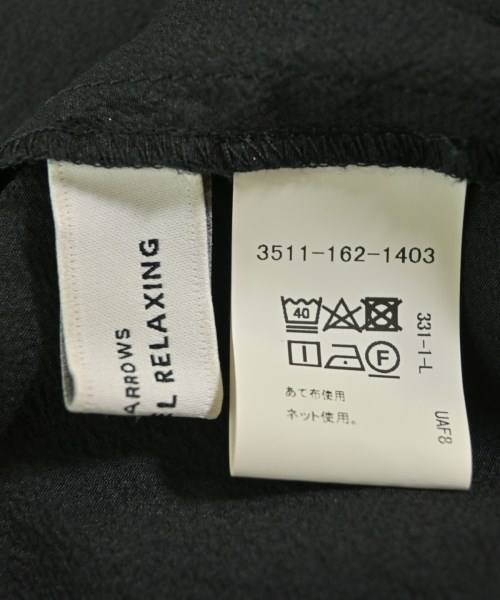 ARROWS
L RELAXING
3511-162-1403
40
F
331-1-L
あて布使用
ネット使用。
UAF8